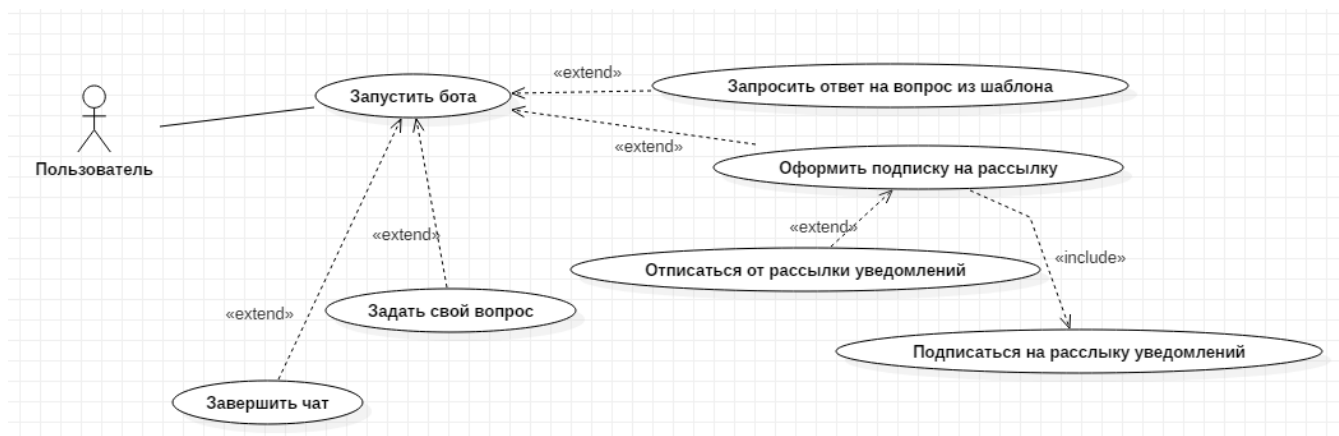 «extend»
Запросить ответ на вопрос из шаблона
Запустить бота
«extend»
Пользователь
Оформить подписку на рассылку
«extend»
«extend»
«include»
Отписаться от рассылки уведомлений
«extend»
Задать свой вопрос
Подписаться на расслыку уведомлений
Завершить чат